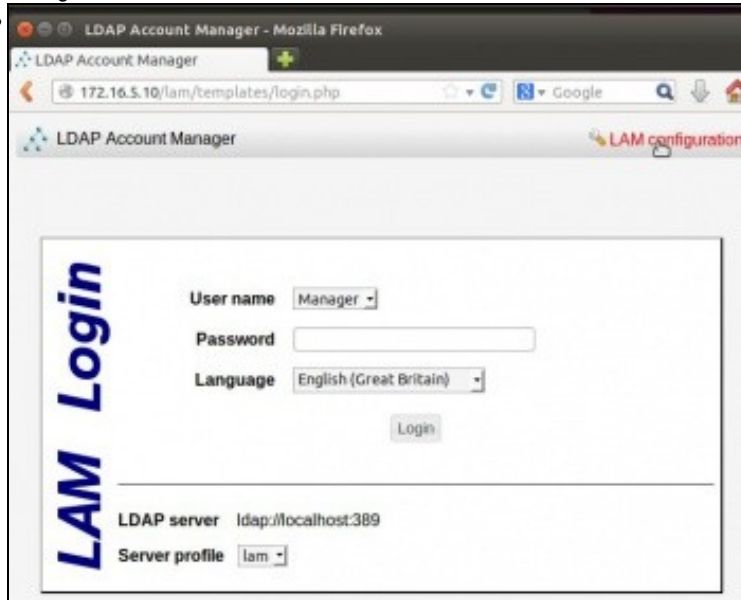 LDAP Account Manager - Mozilla Firefox
LDAP Account Manager
172.16.5.10/lam/templates/login.php Google
LDAP Account Manager LAM configuration
LAM Login
User name Manager
Password
Language English (Great Britain)
Login
LDAP server ldap://localhost:389
Server profile lam